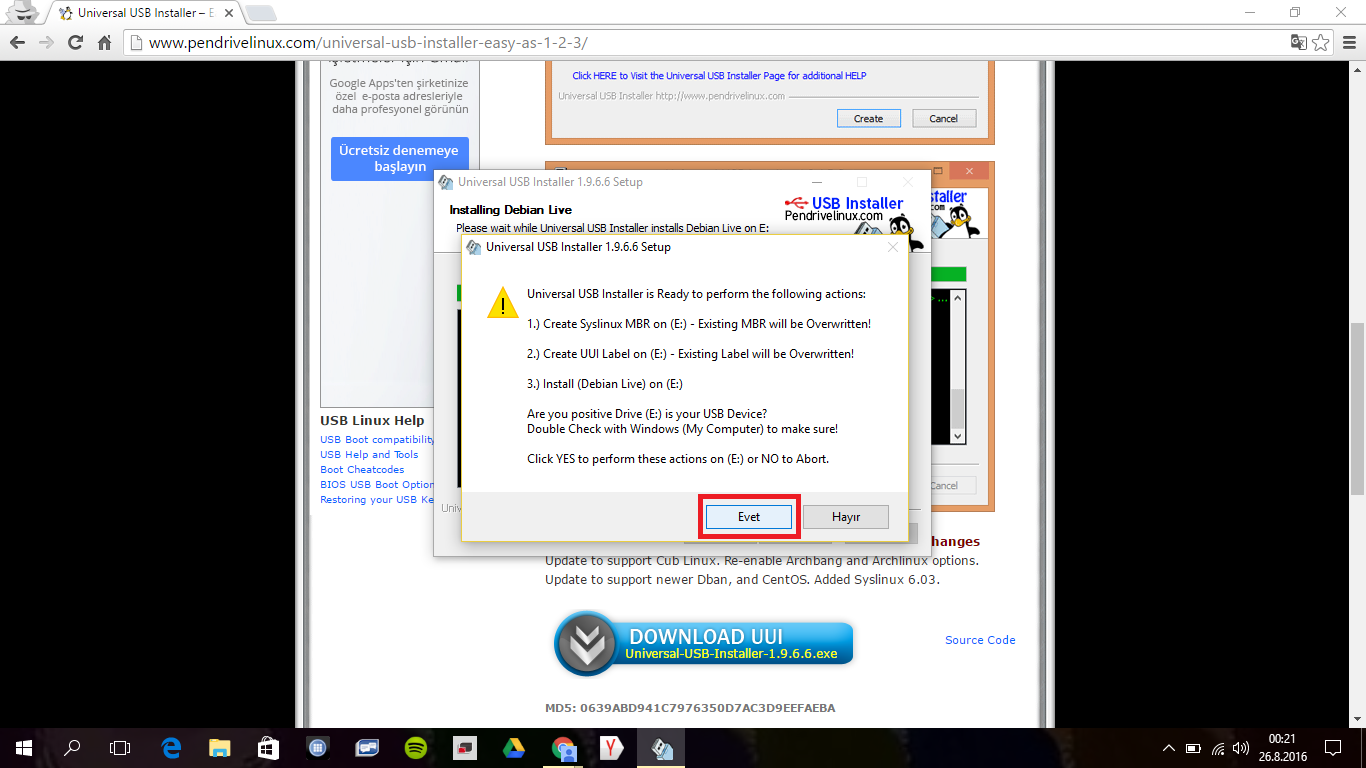 Universal USB Installer – E
www.pendrivelinux.com/universal-usb-installer-easy-as-1-2-3/
Google Apps'ten şirketinize
özel e-posta adresleriyle
daha profesyonel görünün
Ücretsiz denemeye
başlayın
USB Linux Help
USB Boot compatibility
USB Help and Tools
Boot Cheatcodes
BIOS USB Boot Option
Restoring your USB Ke
Click HERE to Visit the Universal USB Installer Page for additional HELP
Universal USB Installer http://www.pendrivelinux.com
Create
Cancel
Universal USB Installer 1.9.6.6 Setup
Installing Debian Live
Please wait while Universal USB Installer installs Debian Live on E:
USB Installer
Pendrivelinux.com
staller
com
Universal USB Installer 1.9.6.6 Setup
Universal USB Installer is Ready to perform the following actions:
1.) Create Syslinux MBR on (E:) - Existing MBR will be Overwritten!
2.) Create UUI Label on (E:) - Existing Label will be Overwritten!
3.) Install (Debian Live) on (E:)
Are you positive Drive (E:) is your USB Device?
Double Check with Windows (My Computer) to make sure!
Click YES to perform these actions on (E:) or NO to Abort.
Evet
Hayır
Cancel
Univ
hanges
Update to support Cub Linux. Re-enable Archbang and Archlinux options.
Update to support newer Dban, and CentOS. Added Syslinux 6.03.
DOWNLOAD UUI
Universal-USB-Installer-1.9.6.6.exe
Source Code
MD5: 0639ABD941C7976350D7AC3D9EEFAEBA
00:21
26.8.2016